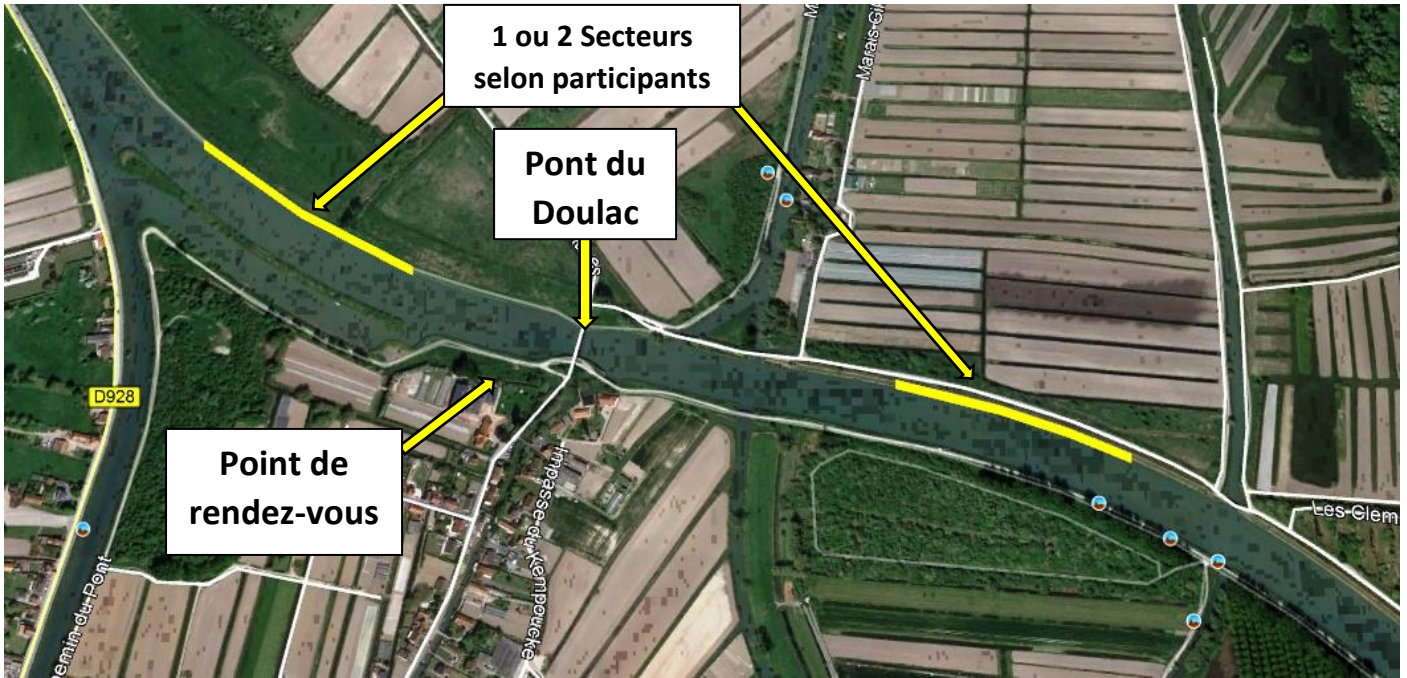 1 ou 2 Secteurs
selon participants
Marais Gi
Pont du
Doulac
D928
Point de
rendez-vous
Impasse du Kempoucke
Les Clem
emin du Pont